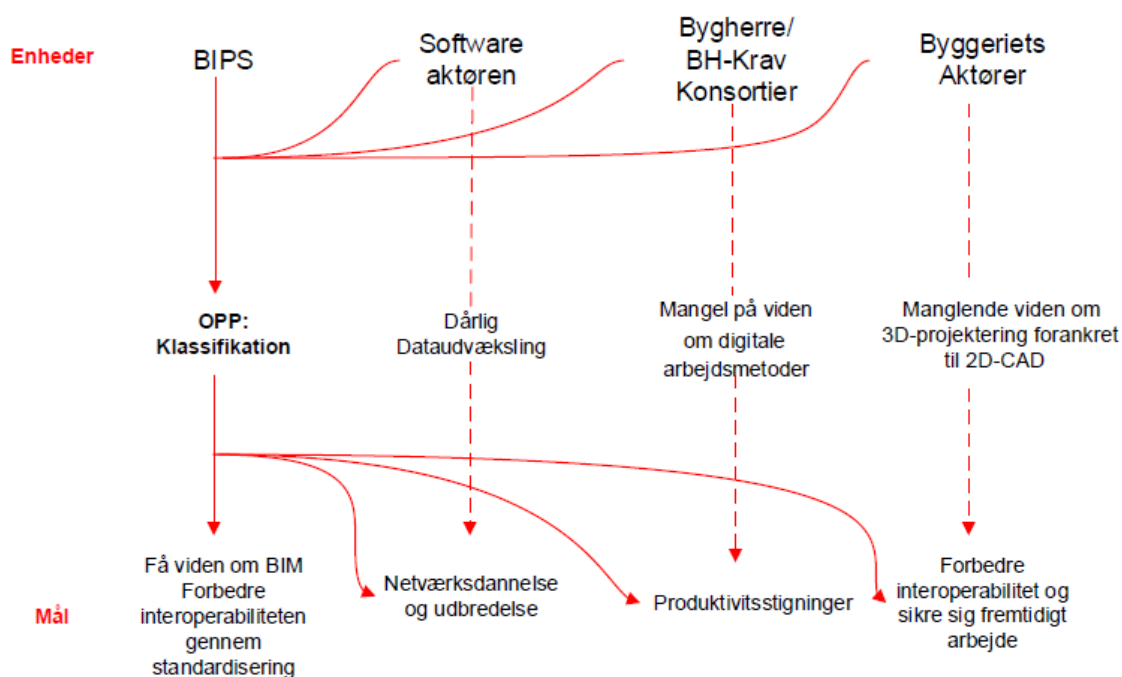 Enheder
BIPS
Software
aktøren
Bygherre/
BH-Krav
Konsortier
Byggeriets
Aktører
OPP:
Klassifikation
Dårlig
Dataudvæksling
Mangel på viden
om digitale
arbejdsmetoder
Manglende viden om
3D-projektering forankret
til 2D-CAD
Mål
Få viden om BIM
Forbedre
interoperabiliteten
gennem
standardisering
Netværksdannelse
og udbredelse
Produktivitsstigninger
Forbedre
interoperabilitet og
sikre sig fremtidigt
arbejde